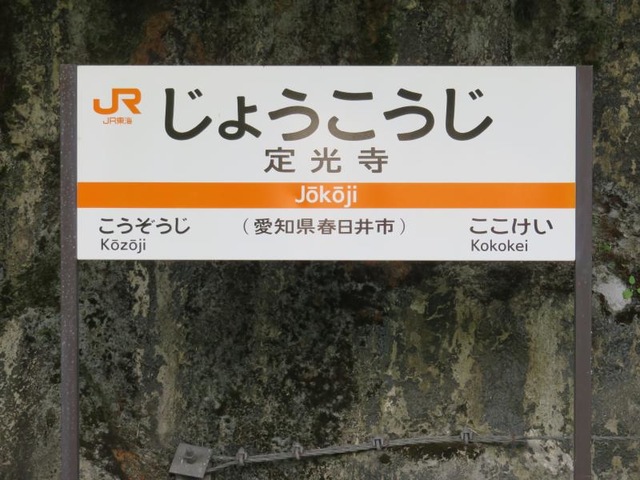 JR
JR東海
じょうこうじ
定光寺
Jōkōji
こうぞうじ
Kōzōji
(愛知県春日井市)
ここけい
Kokokei